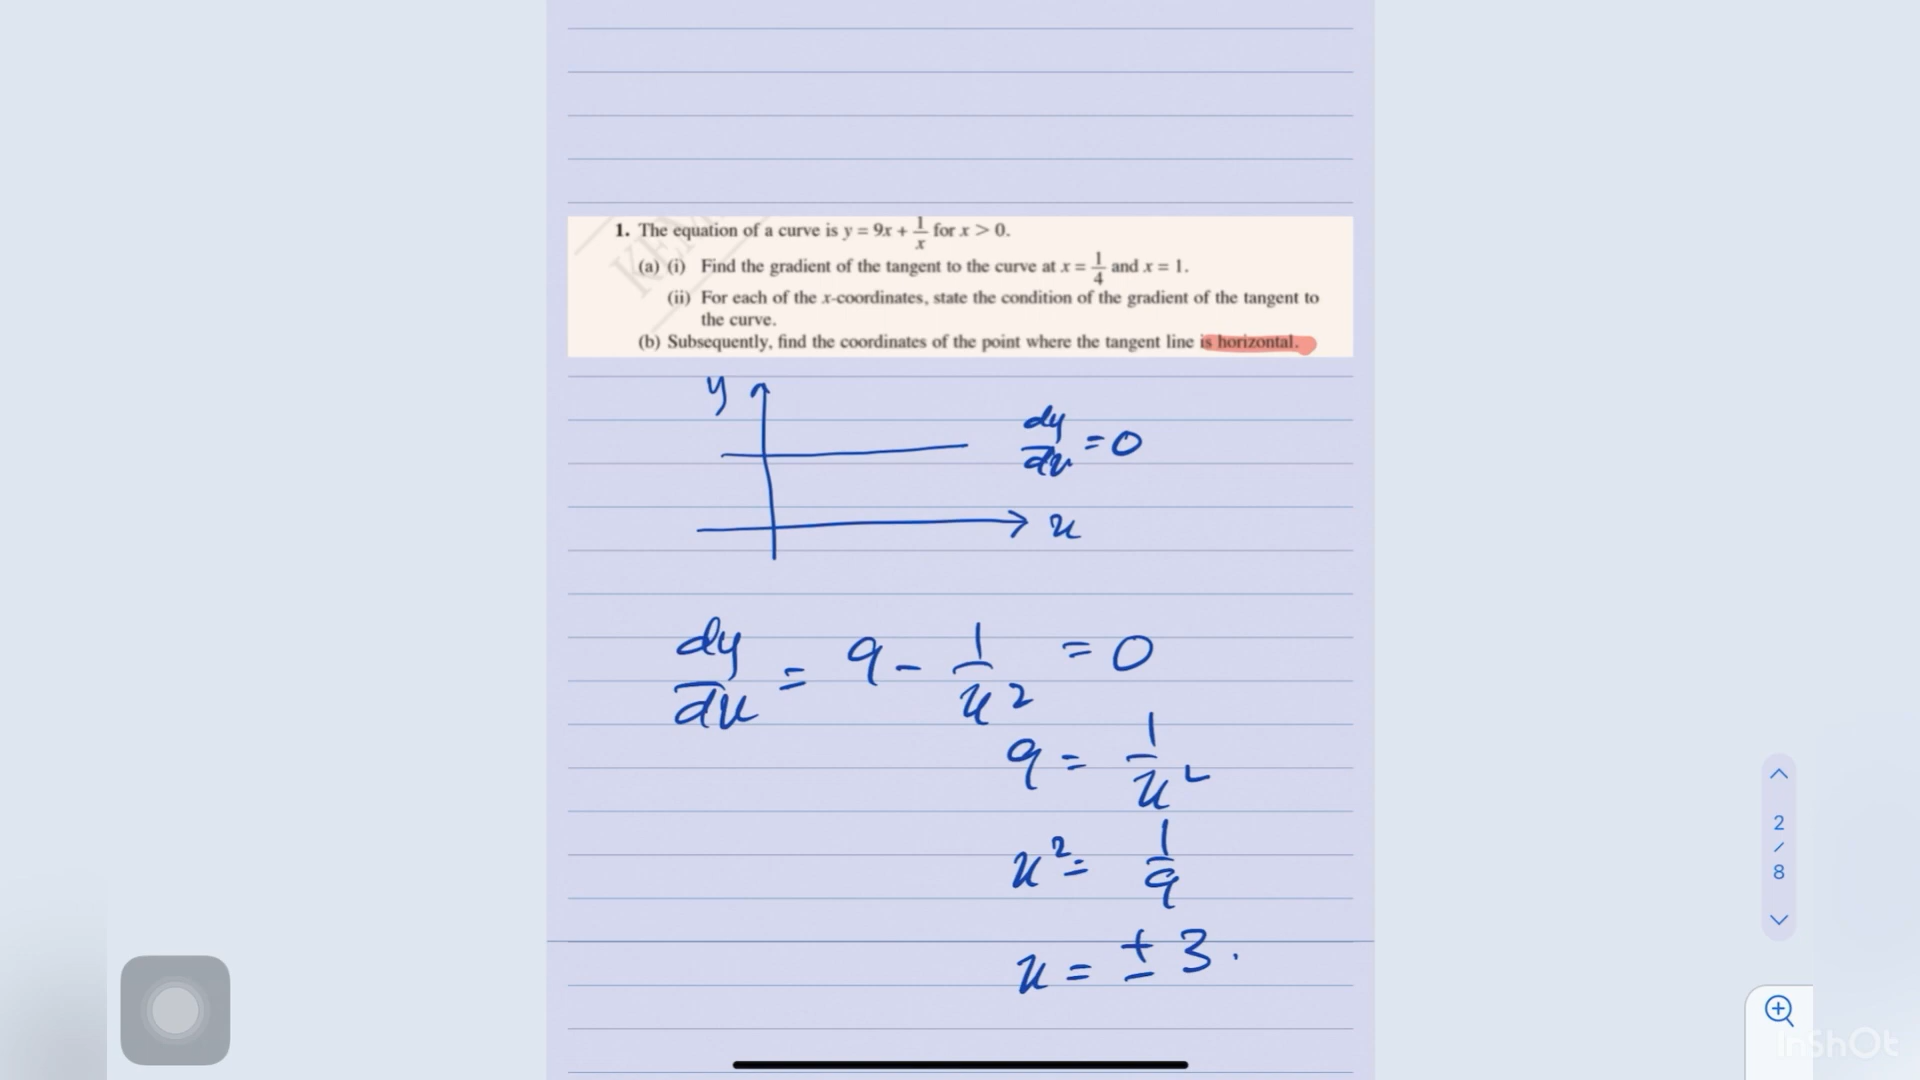 KEM
1. The equation of a curve is y = 9x + 1/x for x > 0.
(a) (i) Find the gradient of the tangent to the curve at x = 1/4 and x = 1.
(ii) For each of the x-coordinates, state the condition of the gradient of the tangent to
the curve.
(b) Subsequently, find the coordinates of the point where the tangent line is horizontal.
y
dy/dx = 0
x
dy/dx = 9 - 1/x² = 0
9 = 1/x²
x² = 1/9
x = ± 3.
2
/
8
InShOt